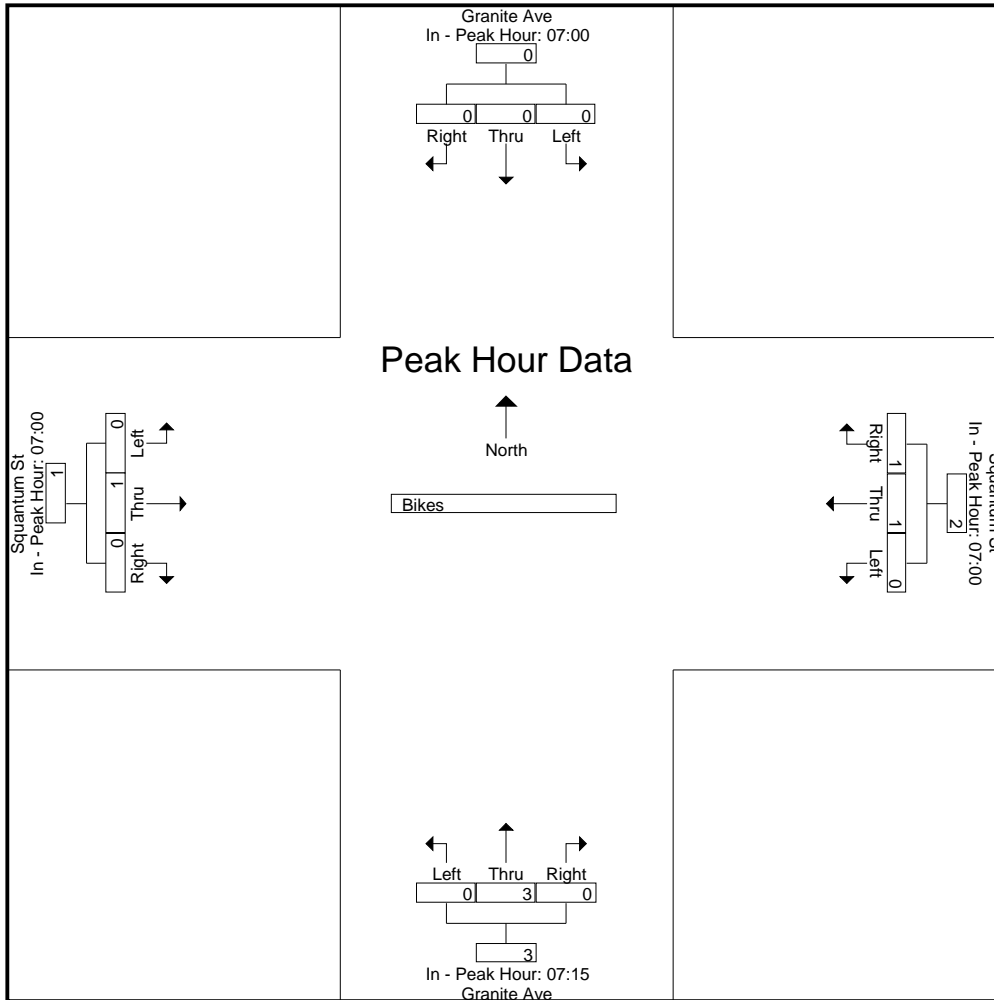 Granite Ave
In - Peak Hour: 07:00
0
0 0 0
Right Thru Left
Peak Hour Data
North
Bikes
Squantum St
In - Peak Hour: 07:00
1
0 1 0
Left Thru Right
Squantum St
In - Peak Hour: 07:00
2
1 1 0
Right Thru Left
Left Thru Right
0 3 0
3
In - Peak Hour: 07:15
Granite Ave